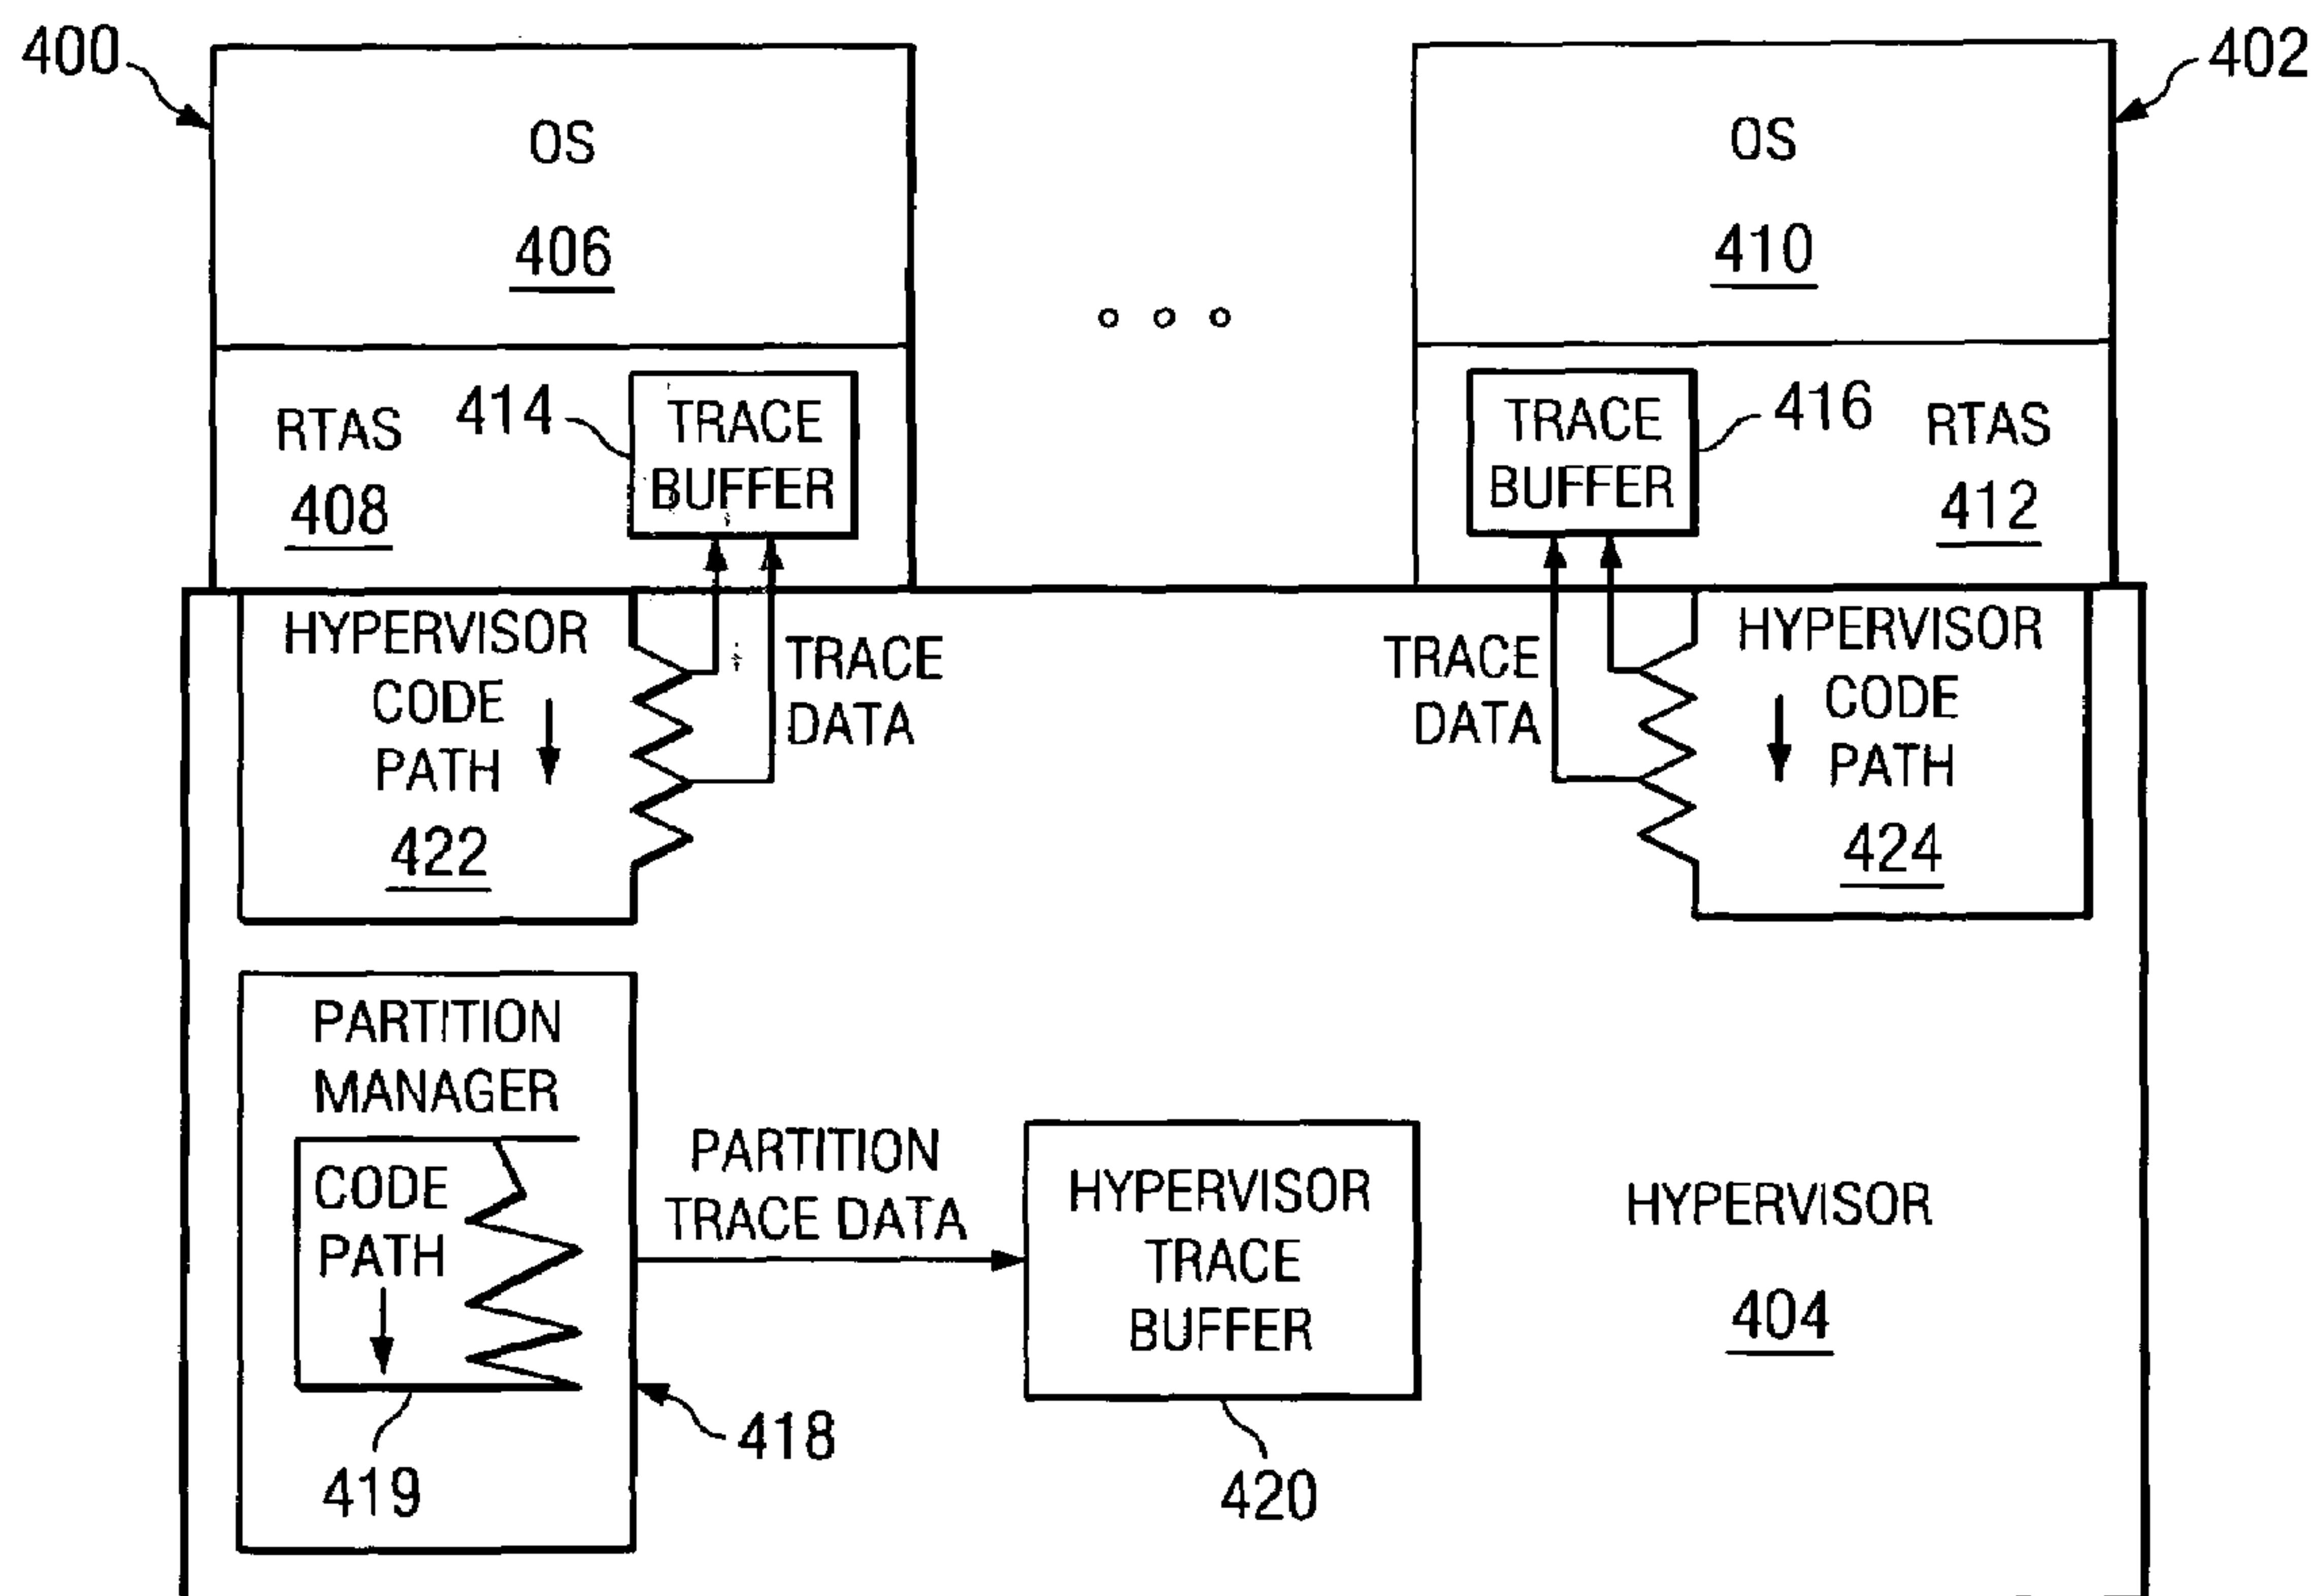 400
402
OS
406
OS
410
RTAS
408
414
TRACE
BUFFER
TRACE
BUFFER
416
RTAS
412
HYPERVISOR
CODE
PATH
422
TRACE
DATA
TRACE
DATA
HYPERVISOR
CODE
PATH
424
PARTITION
MANAGER
CODE
PATH
419
418
PARTITION
TRACE DATA
HYPERVISOR
TRACE
BUFFER
420
HYPERVISOR
404